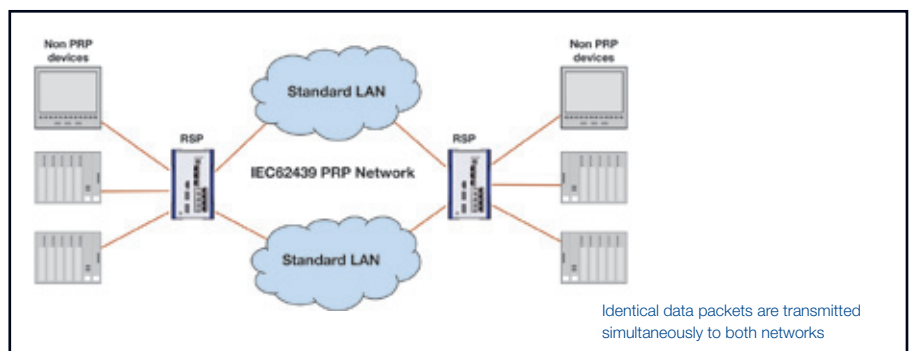 Non PRP
devices
Non PRP
devices
Standard LAN
RSP
RSP
IEC62439 PRP Network
Standard LAN
Identical data packets are transmitted
simultaneously to both networks